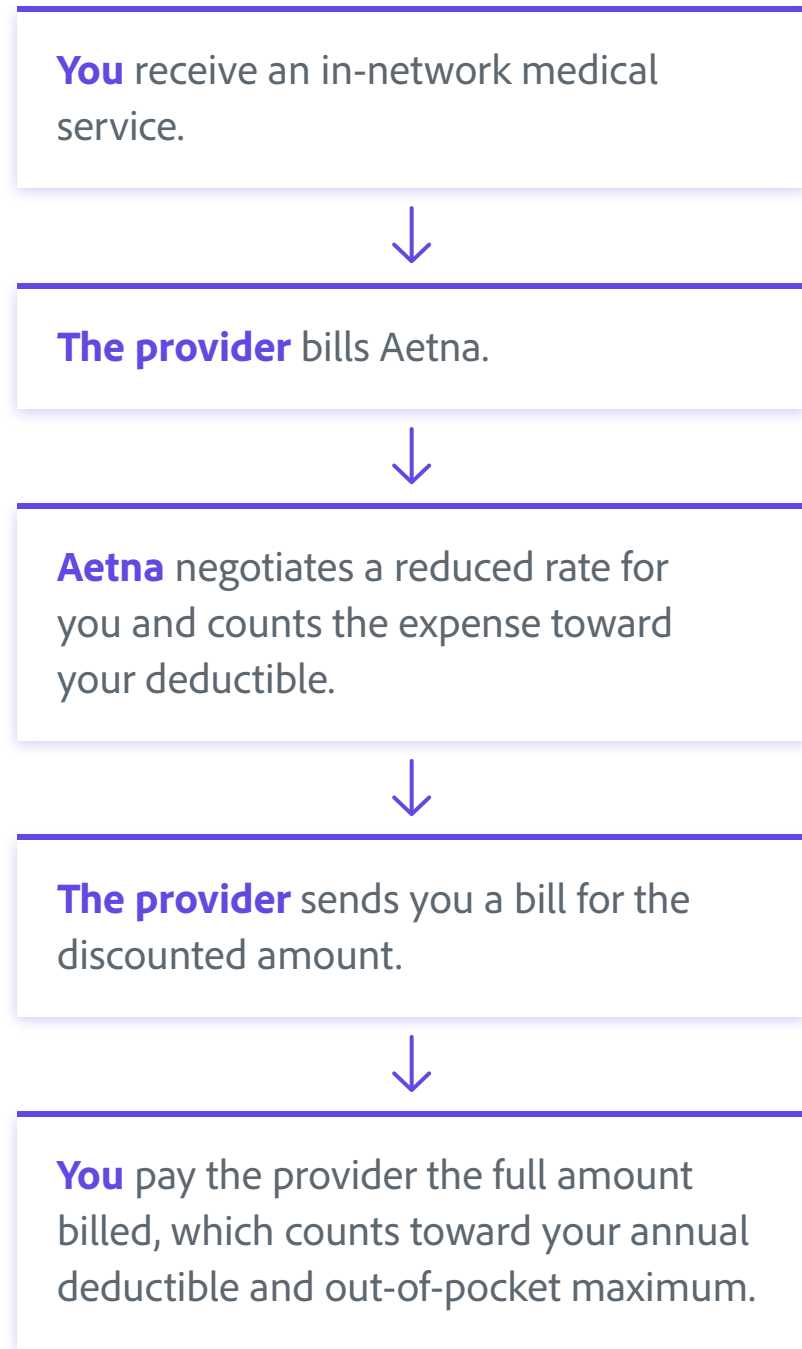 You receive an in-network medical
service.
The provider bills Aetna.
Aetna negotiates a reduced rate for
you and counts the expense toward
your deductible.
The provider sends you a bill for the
discounted amount.
You pay the provider the full amount
billed, which counts toward your annual
deductible and out-of-pocket maximum.